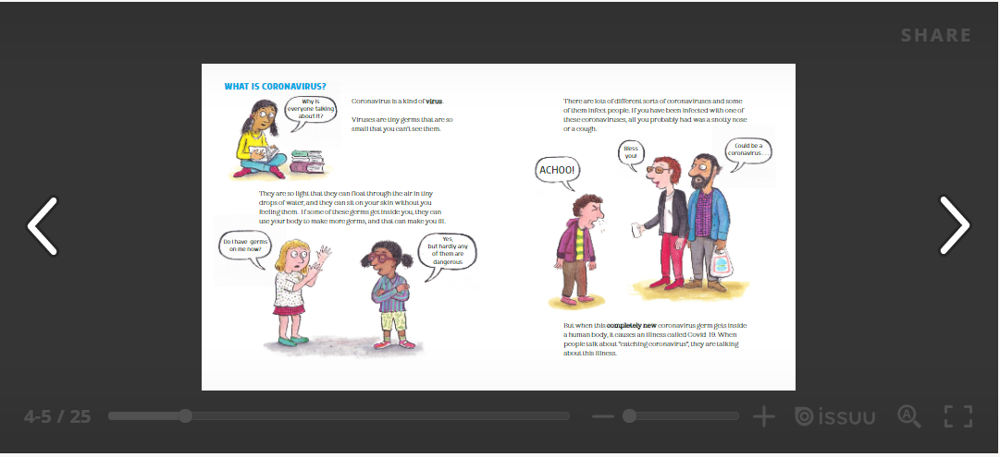 SHARE
WHAT IS CORONAVIRUS?
Why is
everyone talking
about it?
Coronavirus is a kind of virus.
Viruses are tiny germs that are so
small that you can't see them.
They are so light that they can float through the air in tiny
drops of water, and they can sit on your skin without you
feeling them. If some of these germs get inside you, they can
use your body to make more germs, and that can make you ill.
Do I have germs
on me now?
Yes,
but hardly any
of them are
dangerous
There are lots of different sorts of coronaviruses and some
of them infect people. If you have been infected with one of
these coronaviruses, all you probably had was a snotty nose
or a cough.
ACHOO!
Bless
you!
Could be a
coronavirus . . .
But when this completely new coronavirus germ gets inside
a human body, it causes an illness called Covid-19. When
people talk about “catching coronavirus”, they are talking
about this illness.
4-5 / 25
issuu
A